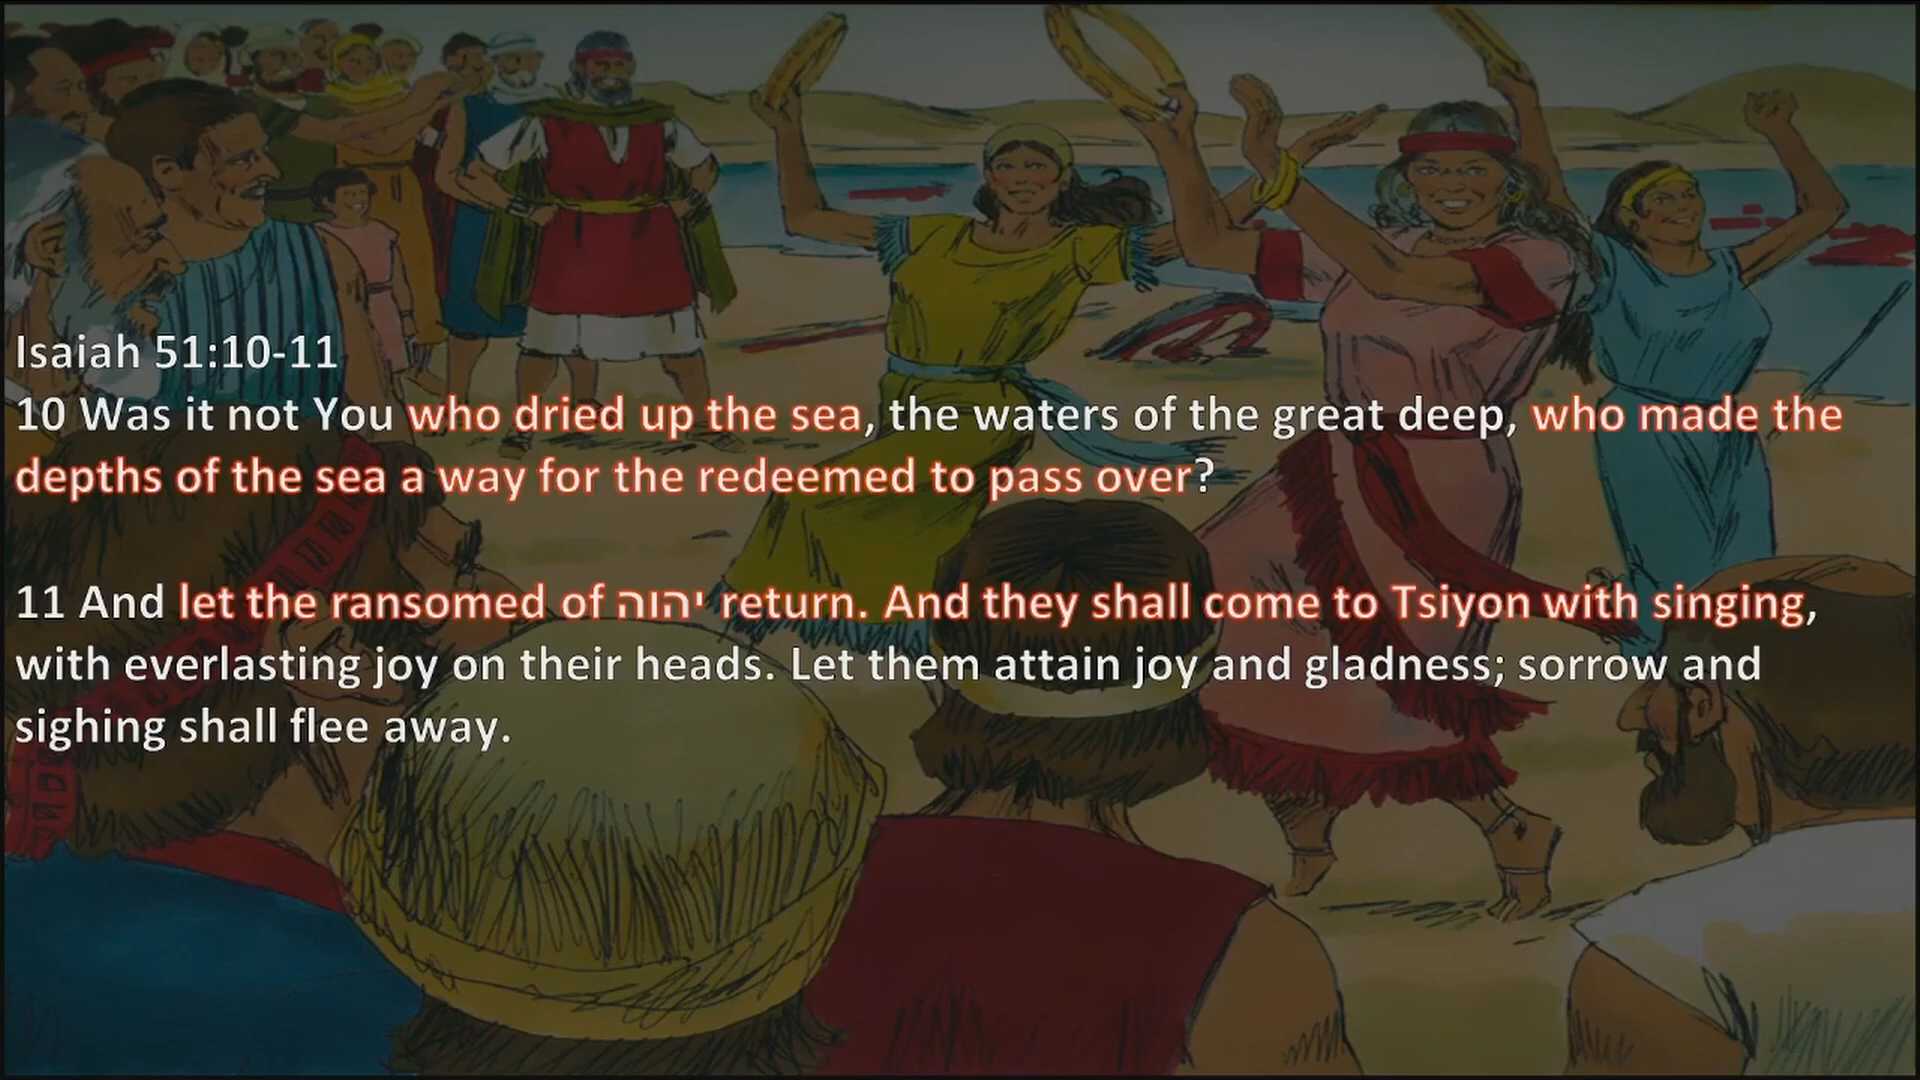 Isaiah 51:10-11
10 Was it not You who dried up the sea, the waters of the great deep, who made the
depths of the sea a way for the redeemed to pass over?
11 And let the ransomed of יהוה return. And they shall come to Tsiyon with singing,
with everlasting joy on their heads. Let them attain joy and gladness; sorrow and
sighing shall flee away.